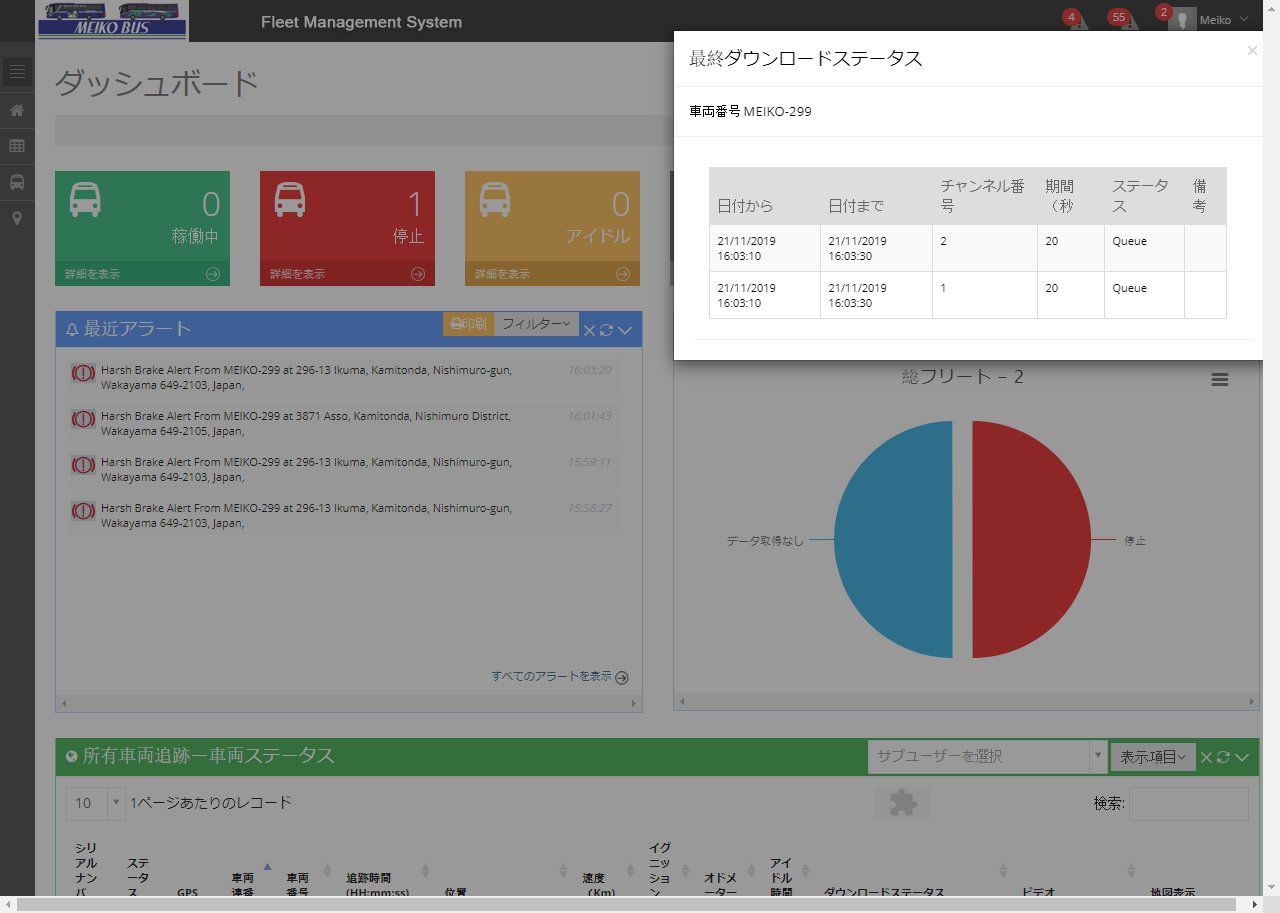 MEIKO BUS
Fleet Management System
4
55
2
Meiko
ダッシュボード
最終ダウンロードステータス
×
車両番号 MEIKO-299
日付から
日付まで
チャンネル番
号
期間
（秒
ステータ
ス
備
考
21/11/2019
16:03:10
21/11/2019
16:03:30
2
20
Queue
21/11/2019
16:03:10
21/11/2019
16:03:30
1
20
Queue
0
稼働中
詳細を表示
1
停止
詳細を表示
0
アイドル
詳細を表示
最近アラート
印刷
フィルター
Harsh Brake Alert From MEIKO-299 at 296-13 Ikuma, Kamitonda, Nishimuro-gun,
Wakayama 649-2103, Japan,
16:03:20
Harsh Brake Alert From MEIKO-299 at 3871 Asso, Kamitonda, Nishimuro District,
Wakayama 649-2105, Japan,
16:01:43
Harsh Brake Alert From MEIKO-299 at 296-13 Ikuma, Kamitonda, Nishimuro-gun,
Wakayama 649-2103, Japan,
15:59:11
Harsh Brake Alert From MEIKO-299 at 296-13 Ikuma, Kamitonda, Nishimuro-gun,
Wakayama 649-2103, Japan,
15:58:27
すべてのアラートを表示
総フリート – 2
データ取得なし
停止
所有車両追跡ー車両ステータス
サブユーザーを選択
表示項目
10
1ページあたりのレコード
検索:
シリ
アル
ナン
バ
ステ
ータ
ス
GPS
車両
連番
車両
番号
追跡時間
(HH:mm:ss)
位置
速度
(Km)
イグ
ニッ
ショ
ン
オドメ
ーター
アイ
ドル
時間
ダウンロードステータス
ビデオ
地図表示